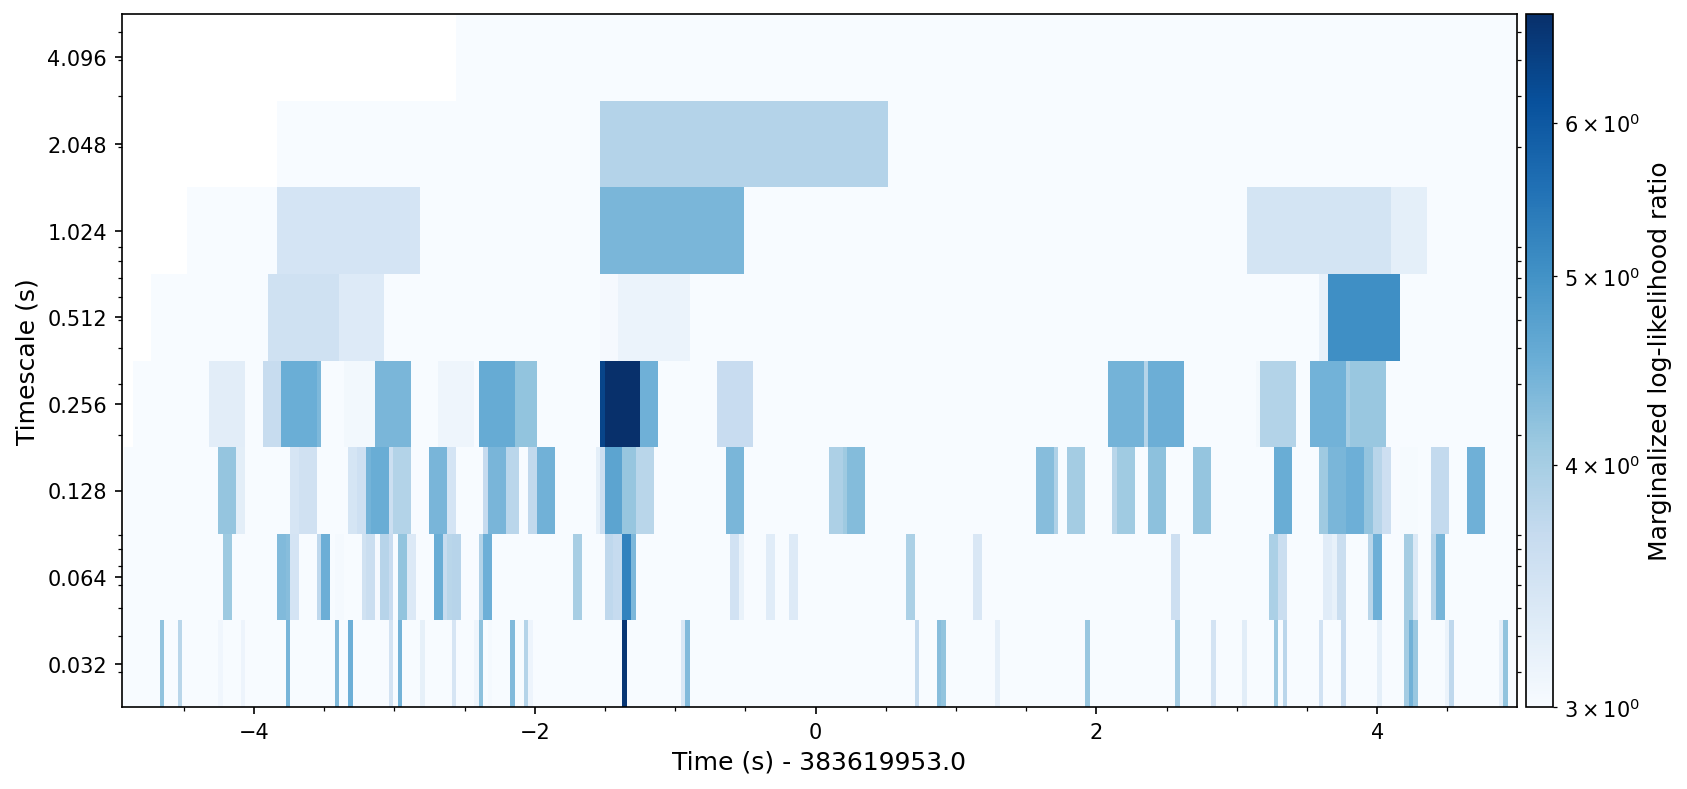 4.096
2.048
1.024
0.512
0.256
0.128
0.064
0.032
Timescale (s)
−4
−2
0
2
4
Time (s) - 383619953.0
6 × 10⁰
5 × 10⁰
4 × 10⁰
3 × 10⁰
Marginalized log-likelihood ratio